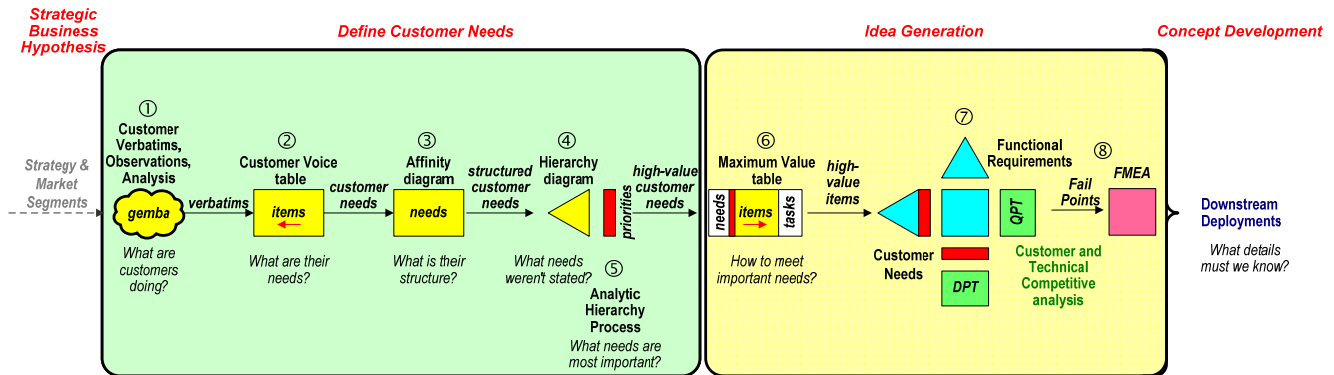 Strategic
Business
Hypothesis
Define Customer Needs
Idea Generation
Concept Development
Strategy &
Market
Segments
①
Customer
Verbatims,
Observations,
Analysis
gemba
What are
customers
doing?
verbatims
②
Customer Voice
table
items
What are their
needs?
customer
needs
③
Affinity
diagram
needs
What is their
structure?
structured
customer
needs
④
Hierarchy
diagram
What needs
weren't stated?
priorities
⑤
Analytic
Hierarchy
Process
What needs are
most important?
high-value
customer
needs
⑥
Maximum Value
table
needs
items
tasks
How to meet
important needs?
high-
value
items
⑦
Functional
Requirements
Customer
Needs
QPT
DPT
Customer and
Technical
Competitive
analysis
Fail
Points
⑧
FMEA
Downstream
Deployments
What details
must we know?